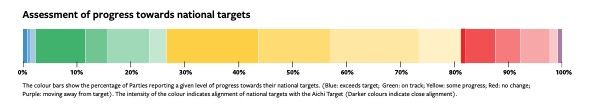 Assessment of progress towards national targets
0% 10% 20% 30% 40% 50% 60% 70% 80% 90% 100%
The colour bars show the percentage of Parties reporting a given level of progress towards their national targets. (Blue: exceeds target; Green: on track; Yellow: some progress; Red: no change;
Purple: moving away from target). The intensity of the colour indicates alignment of national targets with the Aichi Target (Darker colours indicate close alignment).